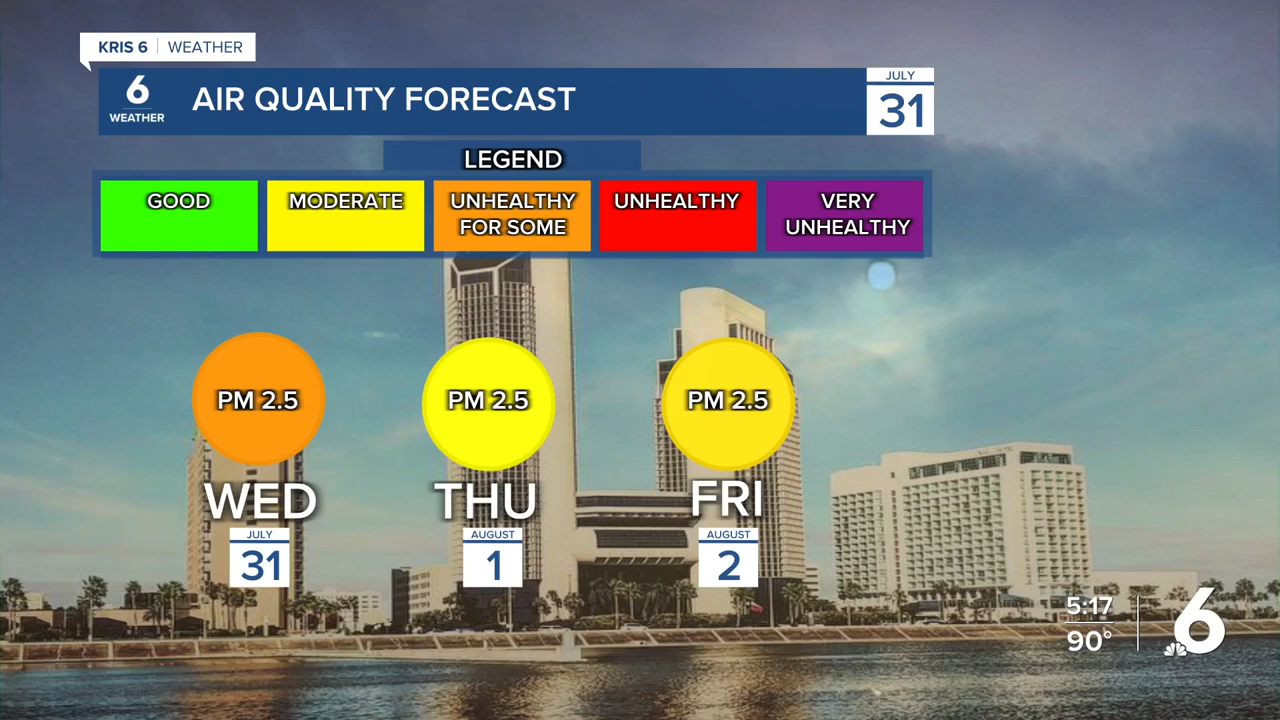 KRIS 6 | WEATHER
6
WEATHER
AIR QUALITY FORECAST
JULY
31
LEGEND
GOOD
MODERATE
UNHEALTHY
FOR SOME
UNHEALTHY
VERY
UNHEALTHY
PM 2.5
PM 2.5
PM 2.5
WED
THU
FRI
JULY
31
AUGUST
1
AUGUST
2
5:17
90°
6